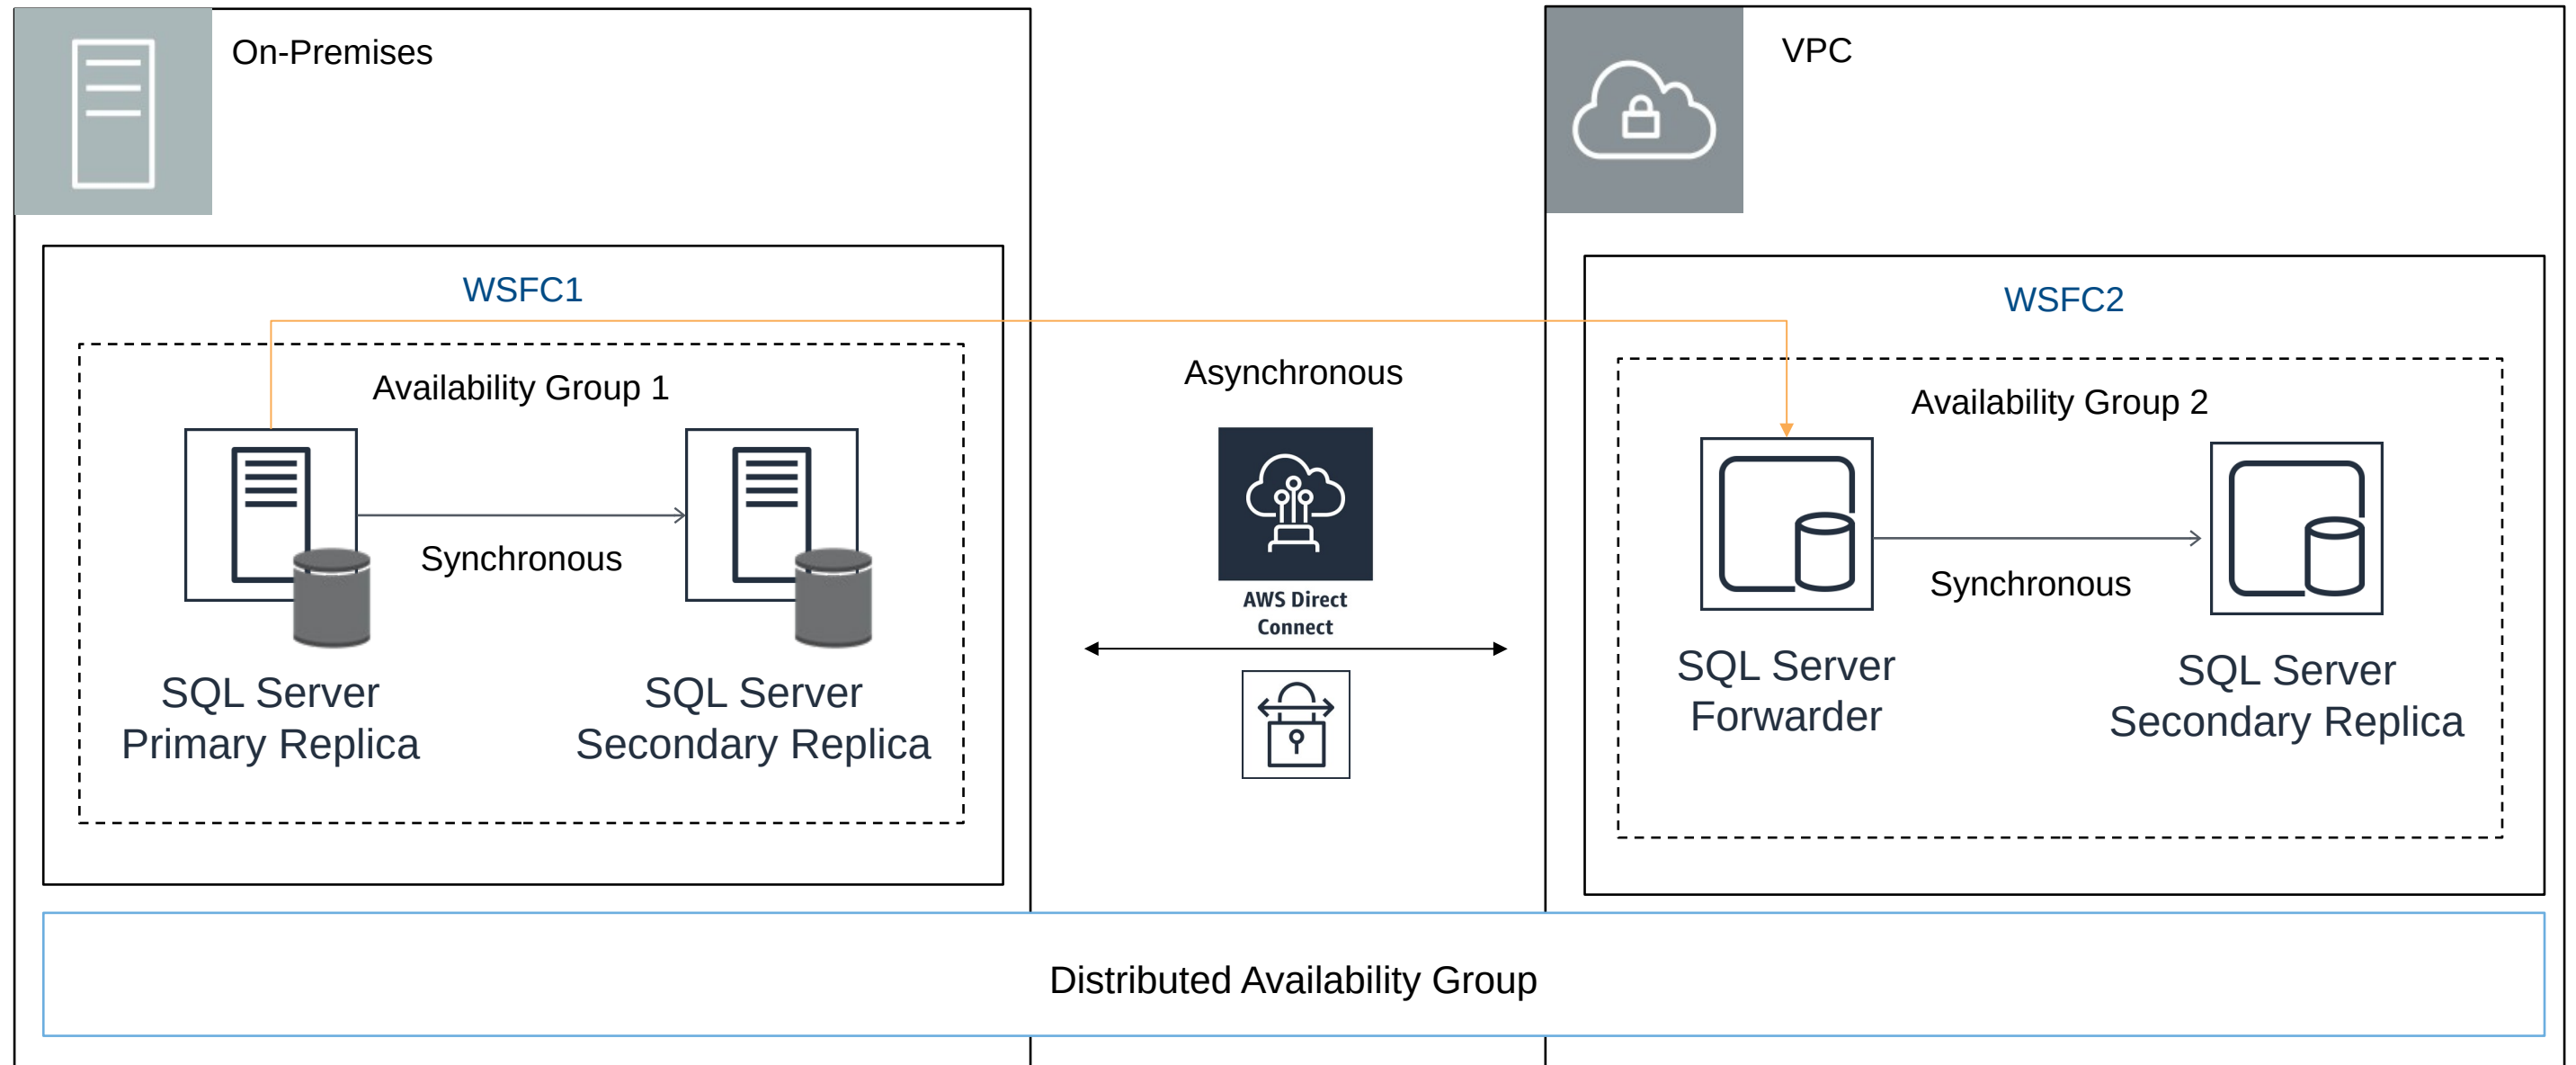 On-Premises
VPC
WSFC1
WSFC2
Availability Group 1
Asynchronous
Availability Group 2
Synchronous
Synchronous
AWS Direct
Connect
SQL Server
Primary Replica
SQL Server
Secondary Replica
SQL Server
Forwarder
SQL Server
Secondary Replica
Distributed Availability Group